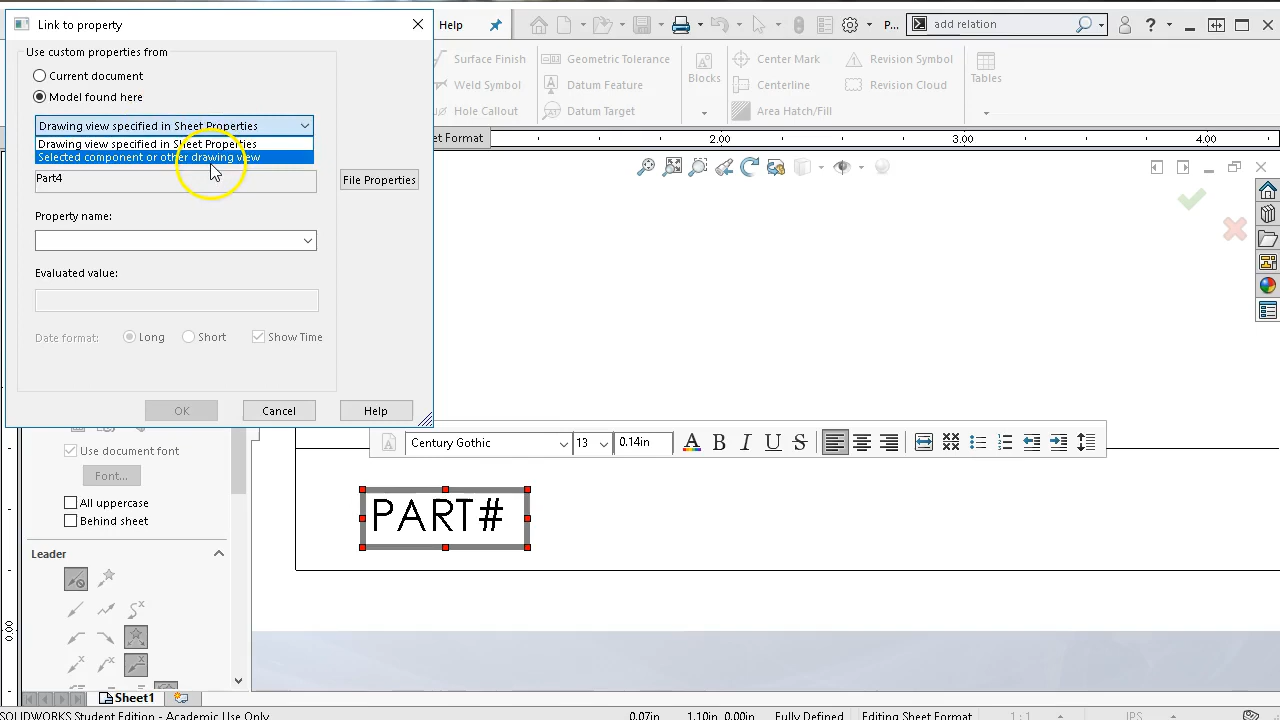 Link to property
Help
P...
add relation
?
Use custom properties from
Current document
Model found here
Drawing view specified in Sheet Properties
Drawing view specified in Sheet Properties
Selected component or other drawing view
Part4
File Properties
Property name:
Evaluated value:
Date format:
Long
Short
Show Time
OK
Cancel
Help
Surface Finish
Geometric Tolerance
Center Mark
Revision Symbol
Weld Symbol
Datum Feature
Blocks
Centerline
Revision Cloud
Tables
Hole Callout
Datum Target
Area Hatch/Fill
et Format
2.00
3.00
4.00
Use document font
Font...
All uppercase
Behind sheet
Leader
Century Gothic
13
0.14in
A B I U S
PART#
0.00
Sheet1
SOLIDWORKS Student Edition - Academic Use Only
0.07in
1.10in
0.00in
Fully Defined
Editing Sheet Format
1 : 1
IPS